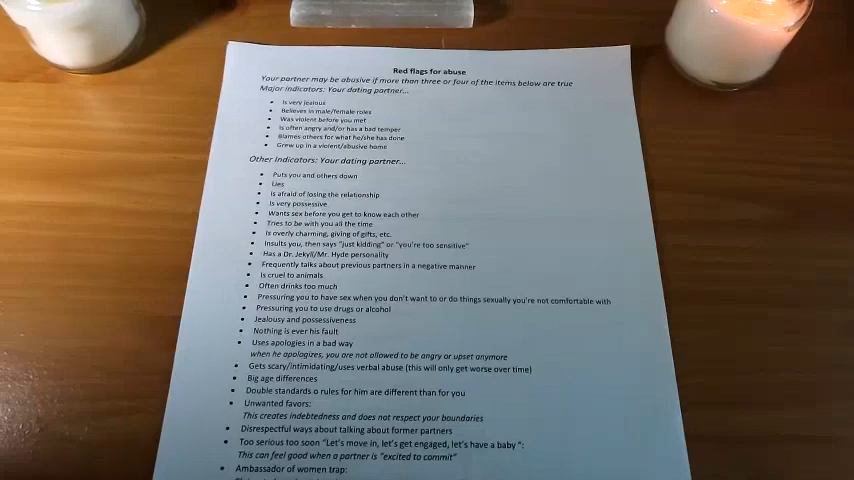 Red flags for abuse
Your partner may be abusive if more than three or four of the items below are true
Major indicators: Your dating partner...
• Is very jealous
• Believes in male/female roles
• Was violent before you met
• Is often angry and/or has a bad temper
• Blames others for what he/she has done
• Grew up in a violent/abusive home
Other indicators: Your dating partner...
• Puts you and others down
• Lies
• Is afraid of losing the relationship
• Is very possessive
• Wants sex before you get to know each other
• Tries to be with you all the time
• Is overly charming, giving of gifts, etc.
• Insults you, then says "just kidding" or "you're too sensitive"
• Has a Dr. Jekyll/Mr. Hyde personality
• Frequently talks about previous partners in a negative manner
• Is cruel to animals
• Often drinks too much
• Pressuring you to have sex when you don't want to or do things sexually you're not comfortable with
• Pressuring you to use drugs or alcohol
• Jealousy and possessiveness
• Nothing is ever his fault
• Uses apologies in a bad way
when he apologizes, you are not allowed to be angry or upset anymore
• Gets scary/intimidating/uses verbal abuse (this will only get worse over time)
• Big age differences
• Double standards o rules for him are different than for you
• Unwanted favors:
This creates indebtedness and does not respect your boundaries
• Disrespectful ways about talking about former partners
• Too serious too soon "Let's move in, let's get engaged, let's have a baby ":
This can feel good when a partner is "excited to commit"
• Ambassador of women trap: